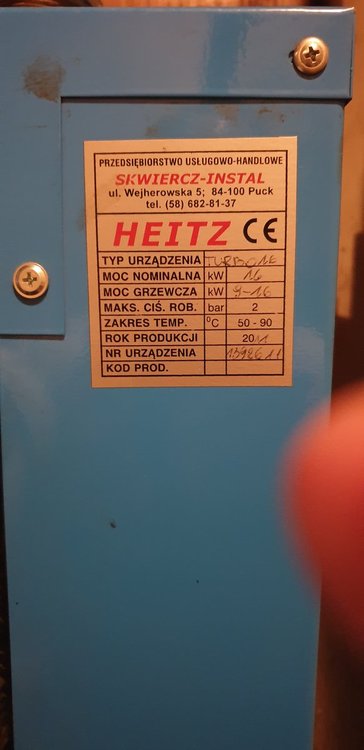 PRZEDSIĘBIORSTWO USŁUGOWO-HANDLOWE
SKWIERCZ-INSTAL
ul. Wejherowska 5; 84-100 Puck
tel. (58) 682-81-37
HEITZ CE
TYP URZĄDZENIA
MOC NOMINALNA kW 16
MOC GRZEWCZA kW 9-16
MAKS. CIŚ. ROB. bar 2
ZAKRES TEMP. °C 50 - 90
ROK PRODUKCJI
NR URZĄDZENIA
KOD PROD.